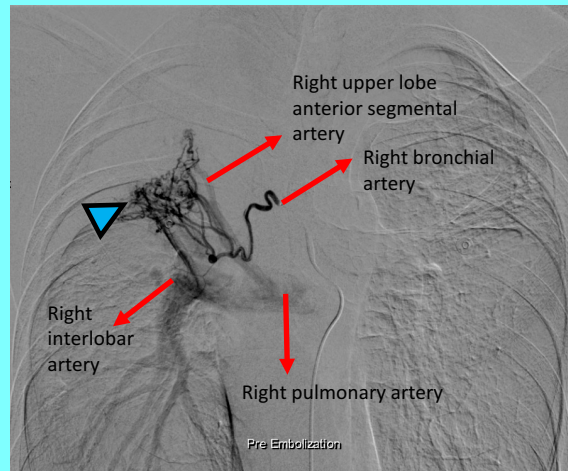 Right upper lobe
anterior segmental
artery
Right bronchial
artery
Right
interlobar
artery
Right pulmonary artery
Pre Embolization